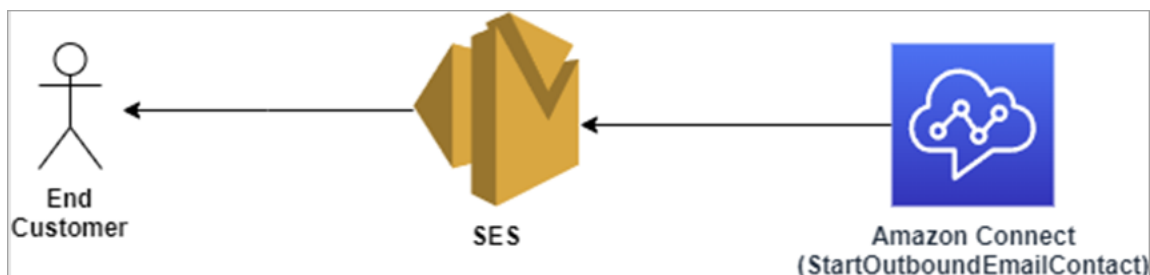 End
Customer
SES
Amazon Connect
(StartOutboundEmailContact)